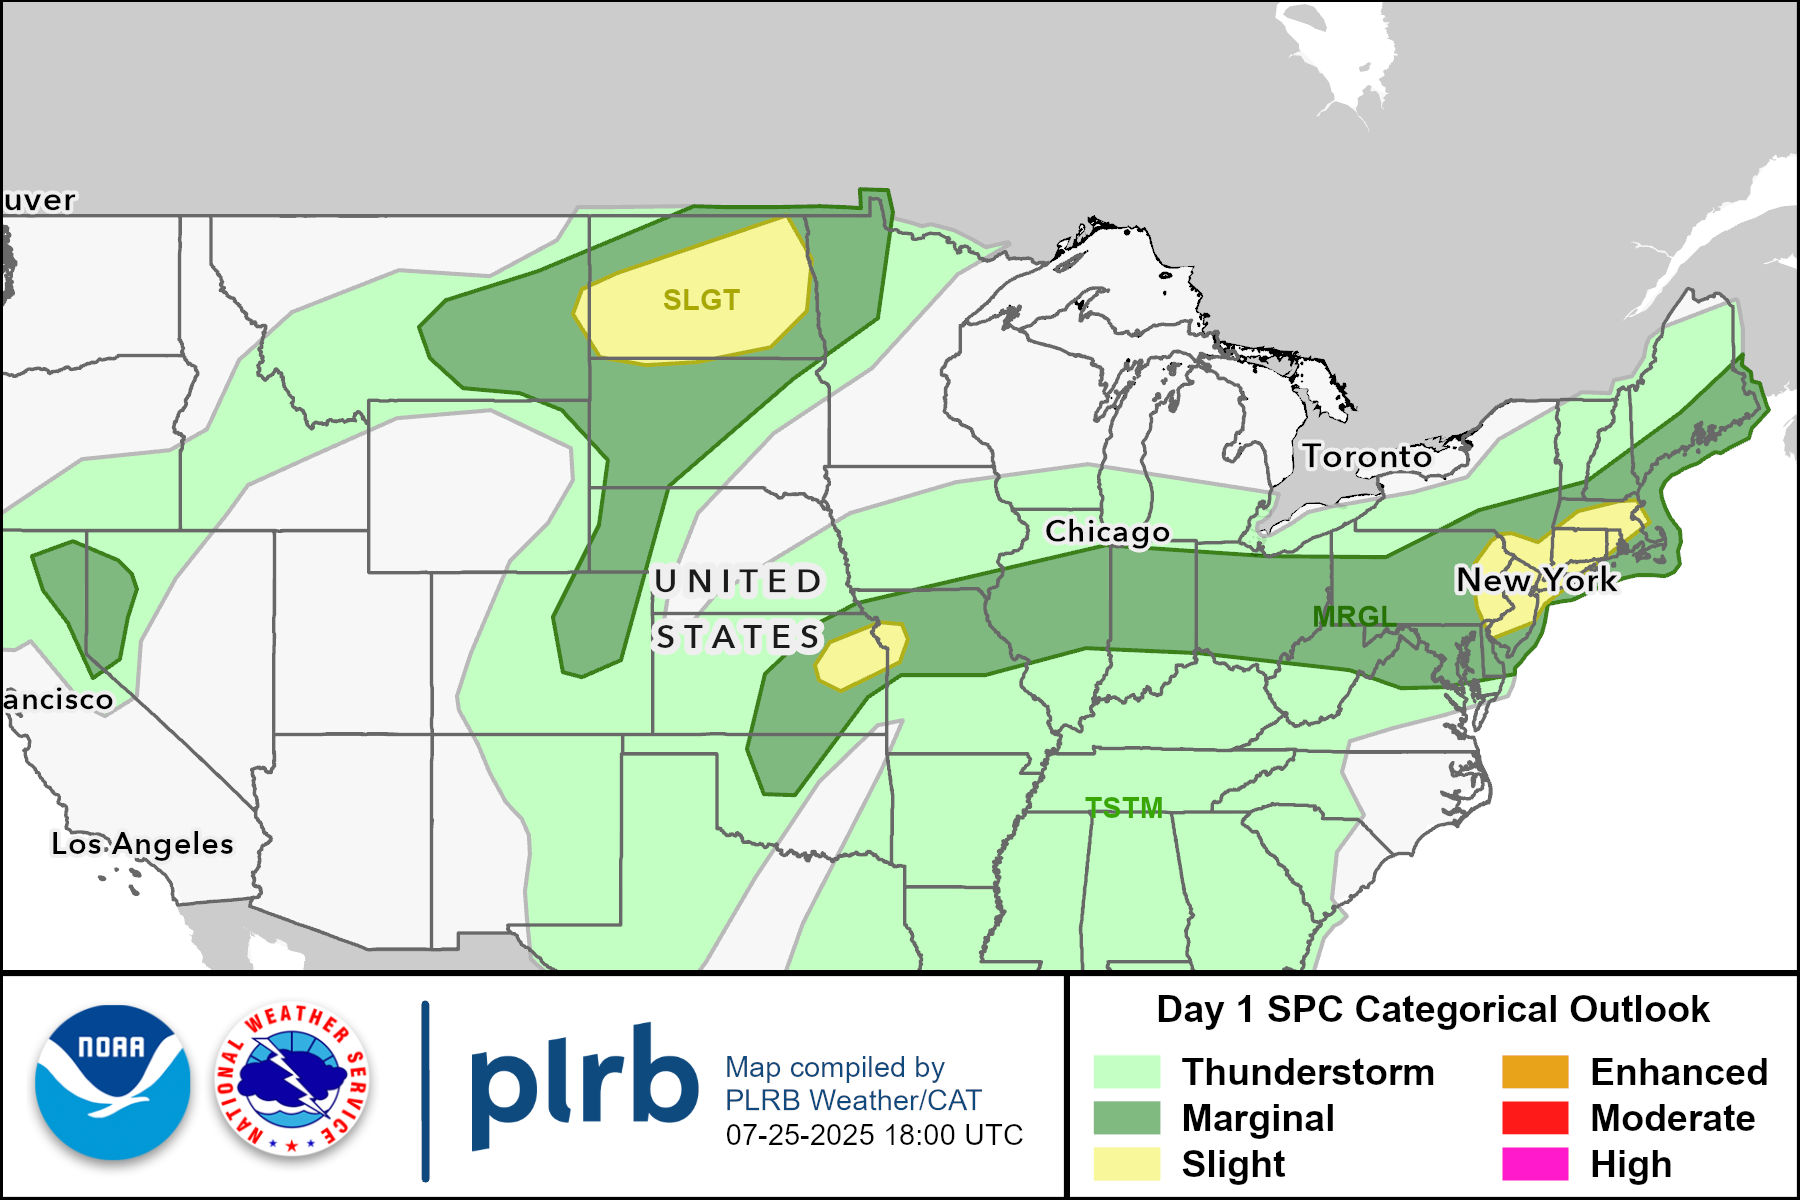 uver
SLGT
Toronto
Chicago
UNITED
STATES
New York
MRGL
ancisco
TSTM
Los Angeles
NOAA
NATIONAL WEATHER SERVICE
plrb
Map compiled by
PLRB Weather/CAT
07-25-2025 18:00 UTC
Day 1 SPC Categorical Outlook
Thunderstorm
Enhanced
Marginal
Moderate
Slight
High